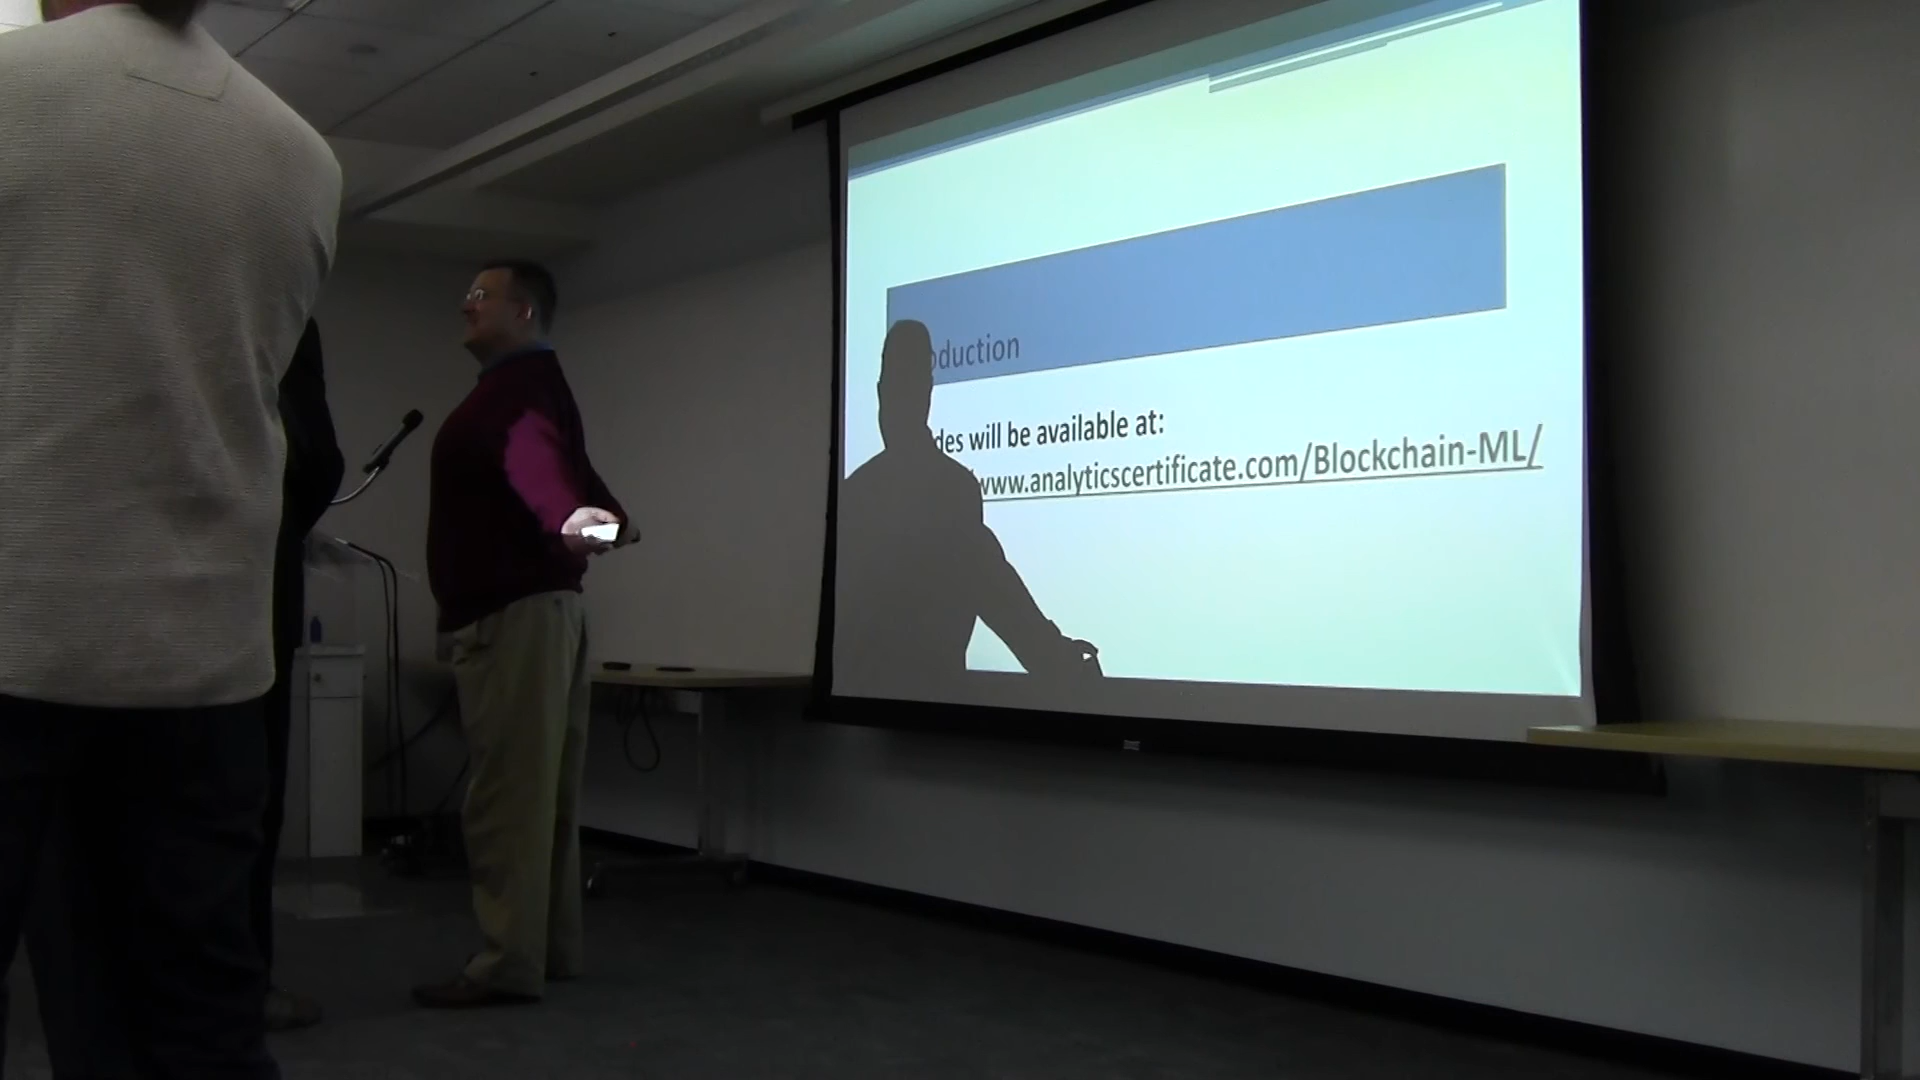 oduction
des will be available at:
www.analyticscertificate.com/Blockchain-ML/